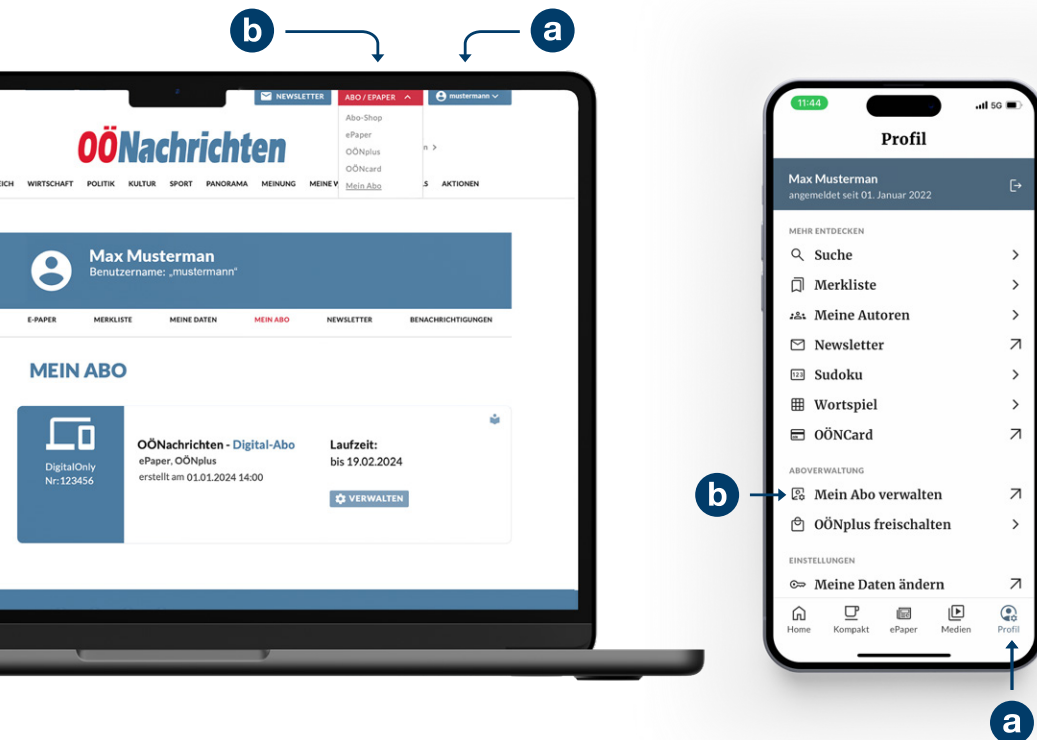 b
a
NEWSLETTER
ABO / EPAPER
mustermann
Abo-Shop
ePaper
OÖNplus
OÖNcard
Mein Abo
OÖNachrichten
WIRTSCHAFT
POLITIK
KULTUR
SPORT
PANORAMA
MEINUNG
AKTIONEN
Max Musterman
Benutzername: „mustermann"
E-PAPER
MERKLISTE
MEINE DATEN
MEIN ABO
NEWSLETTER
BENACHRICHTIGUNGEN
MEIN ABO
DigitalOnly
Nr:123456
OÖNachrichten - Digital-Abo
ePaper, OÖNplus
erstellt am 01.01.2024 14:00
Laufzeit:
bis 19.02.2024
VERWALTEN
11:44
5G
Profil
Max Musterman
angemeldet seit 01. Januar 2022
MEHR ENTDECKEN
Suche
Merkliste
Meine Autoren
Newsletter
123
Sudoku
Wortspiel
OÖNCard
ABOVERWALTUNG
b
Mein Abo verwalten
OÖNplus freischalten
EINSTELLUNGEN
Meine Daten ändern
Home
Kompakt
ePaper
Medien
Profil
a